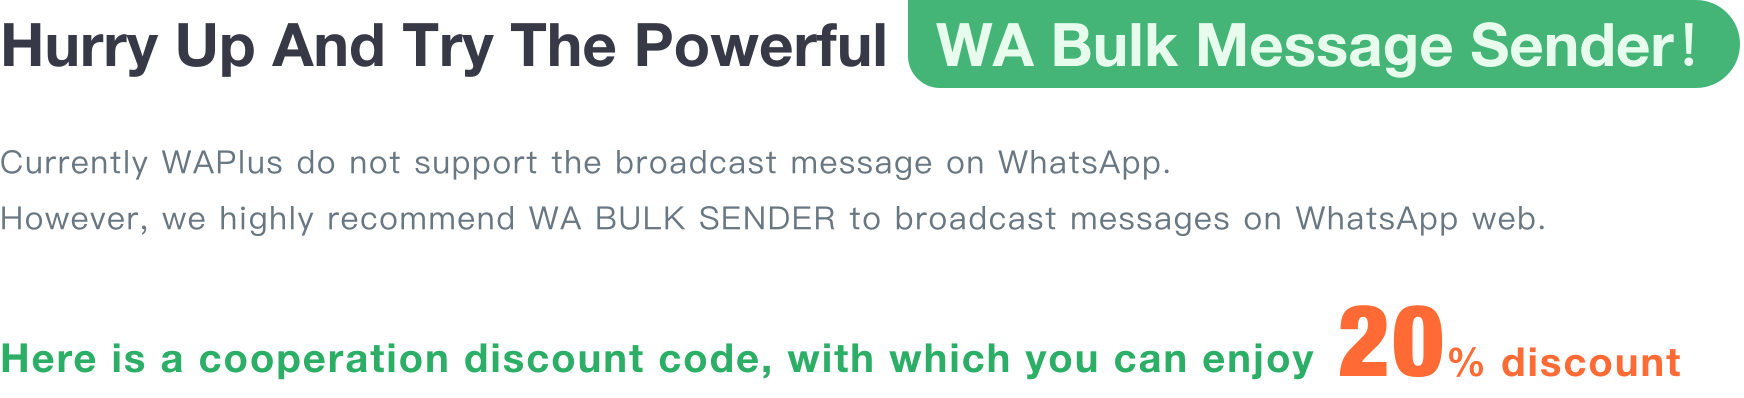 Hurry Up And Try The Powerful WA Bulk Message Sender!
Currently WAPlus do not support the broadcast message on WhatsApp.
However, we highly recommend WA BULK SENDER to broadcast messages on WhatsApp web.
Here is a cooperation discount code, with which you can enjoy 20% discount